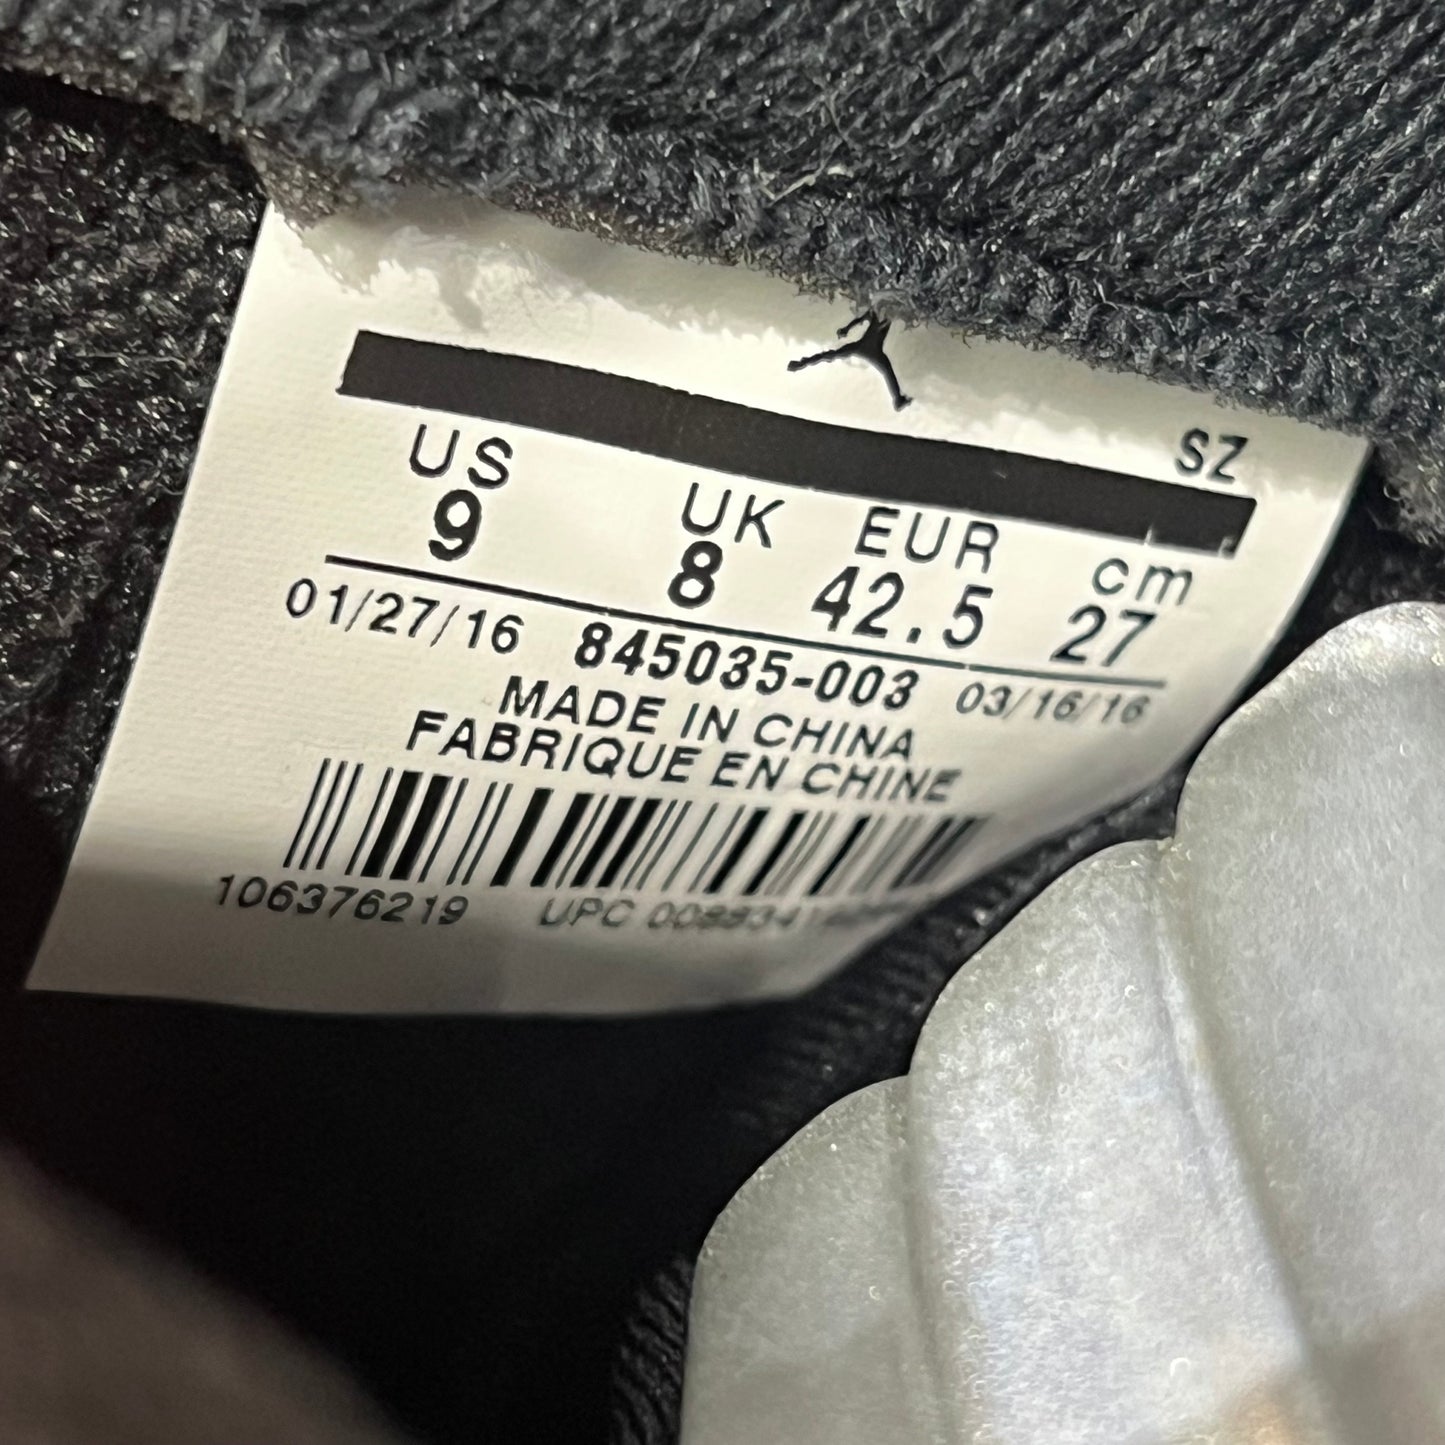 SZ
US UK EUR cm
9 8 42.5 27
01/27/16 845035-003 03/16/16
MADE IN CHINA
FABRIQUE EN CHINE
106376219 UPC